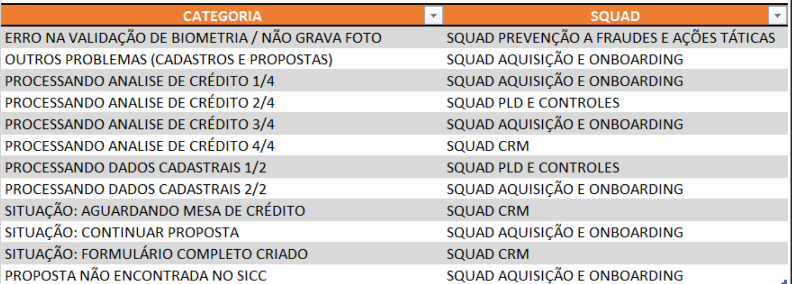 CATEGORIA SQUAD
ERRO NA VALIDAÇÃO DE BIOMETRIA / NÃO GRAVA FOTO SQUAD PREVENÇÃO A FRAUDES E AÇÕES TÁTICAS
OUTROS PROBLEMAS (CADASTROS E PROPOSTAS) SQUAD AQUISIÇÃO E ONBOARDING
PROCESSANDO ANALISE DE CRÉDITO 1/4 SQUAD AQUISIÇÃO E ONBOARDING
PROCESSANDO ANALISE DE CRÉDITO 2/4 SQUAD PLD E CONTROLES
PROCESSANDO ANALISE DE CRÉDITO 3/4 SQUAD AQUISIÇÃO E ONBOARDING
PROCESSANDO ANALISE DE CRÉDITO 4/4 SQUAD CRM
PROCESSANDO DADOS CADASTRAIS 1/2 SQUAD PLD E CONTROLES
PROCESSANDO DADOS CADASTRAIS 2/2 SQUAD AQUISIÇÃO E ONBOARDING
SITUAÇÃO: AGUARDANDO MESA DE CRÉDITO SQUAD CRM
SITUAÇÃO: CONTINUAR PROPOSTA SQUAD AQUISIÇÃO E ONBOARDING
SITUAÇÃO: FORMULÁRIO COMPLETO CRIADO SQUAD CRM
PROPOSTA NÃO ENCONTRADA NO SICC SQUAD AQUISIÇÃO E ONBOARDING